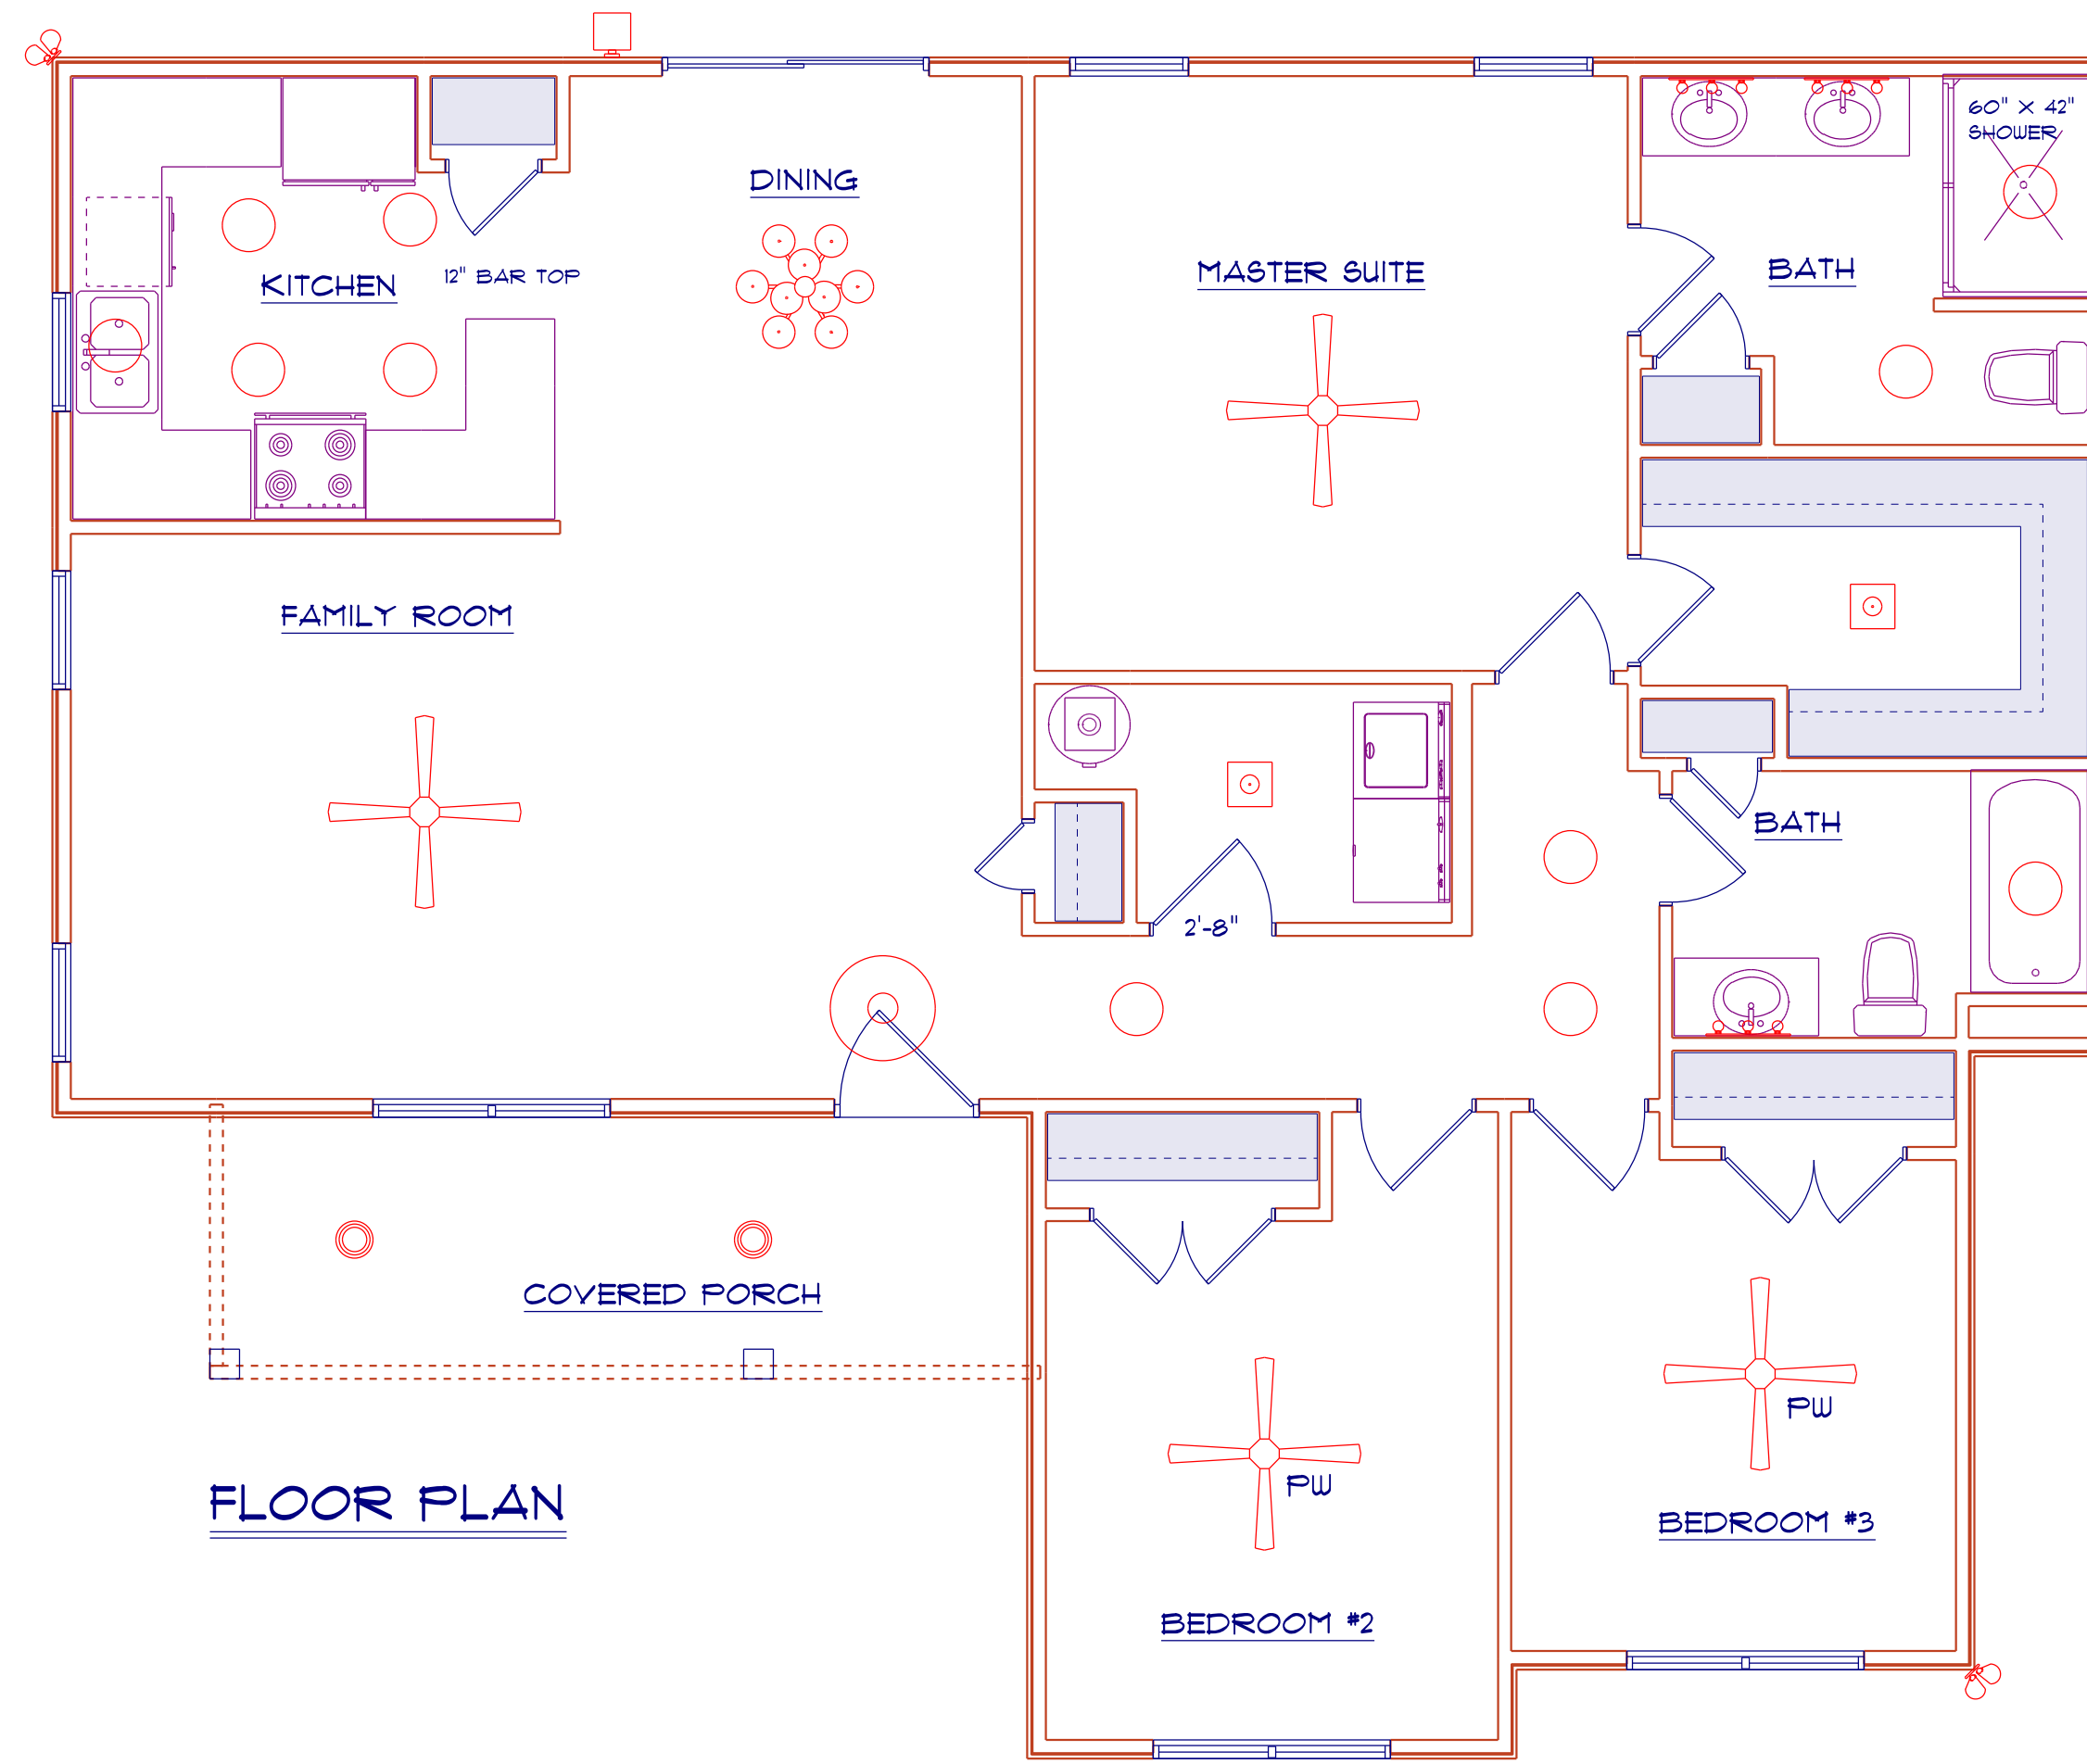 60" X 42"
SHOWER
DINING
KITCHEN
12" BAR TOP
MASTER SUITE
BATH
FAMILY ROOM
BATH
2'-8"
COVERED PORCH
PW
PW
FLOOR PLAN
BEDROOM #3
BEDROOM #2